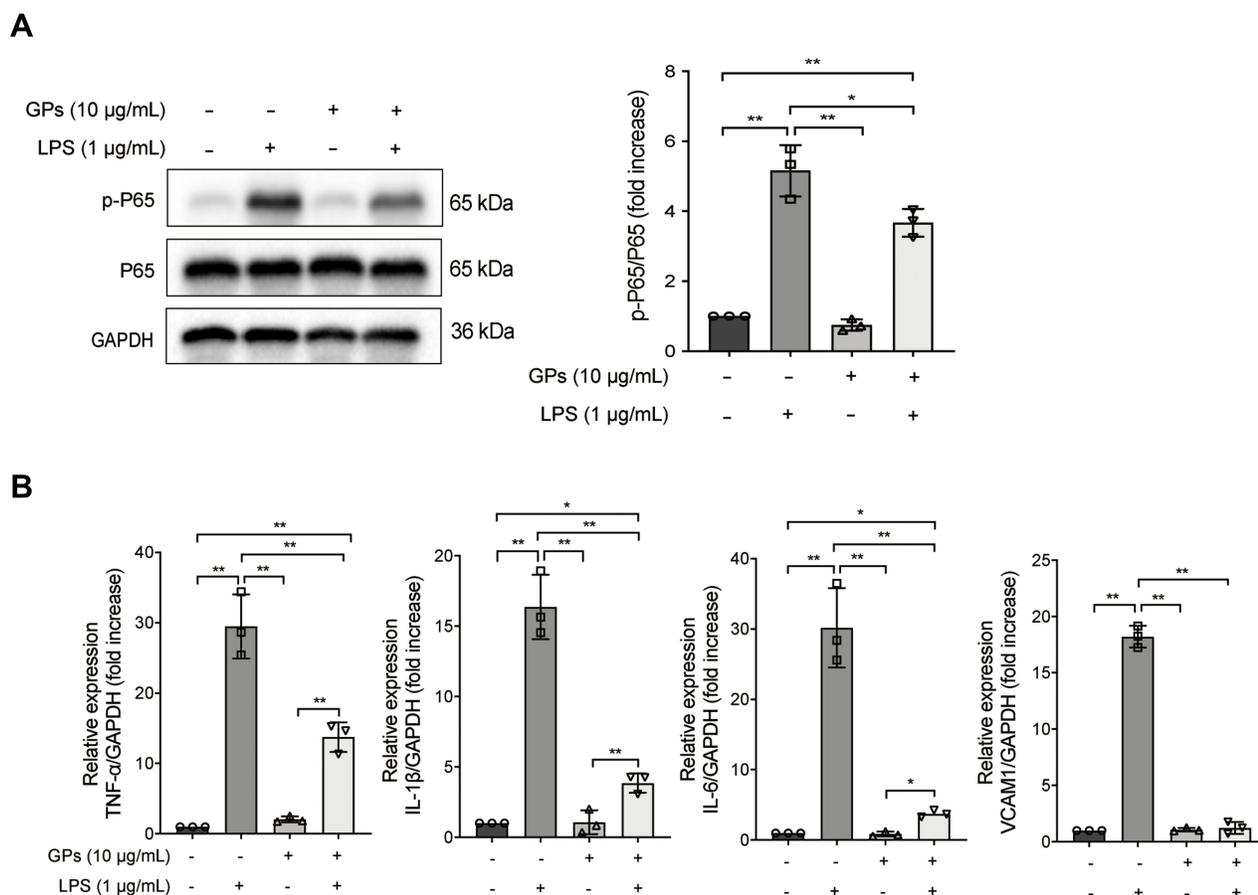 A
GPs (10 µg/mL) – – + +
LPS (1 µg/mL) – + – +
p-P65 65 kDa
P65 65 kDa
GAPDH 36 kDa
p-P65/P65 (fold increase)
8
6
4
2
0
**
*
** **
GPs (10 µg/mL) – – + +
LPS (1 µg/mL) – + – +
B
Relative expression
TNF-α/GAPDH (fold increase)
40
30
20
10
0
**
**
** **
**
GPs (10 µg/mL) - - + +
LPS (1 µg/mL) - + - +
Relative expression
IL-1β/GAPDH (fold increase)
20
15
10
5
0
*
**
** **
**
- - + +
- + - +
Relative expression
IL-6/GAPDH (fold increase)
40
30
20
10
0
*
**
** **
*
- - + +
- + - +
Relative expression
VCAM1/GAPDH (fold increase)
25
20
15
10
5
0
**
** **
- - + +
- + - +